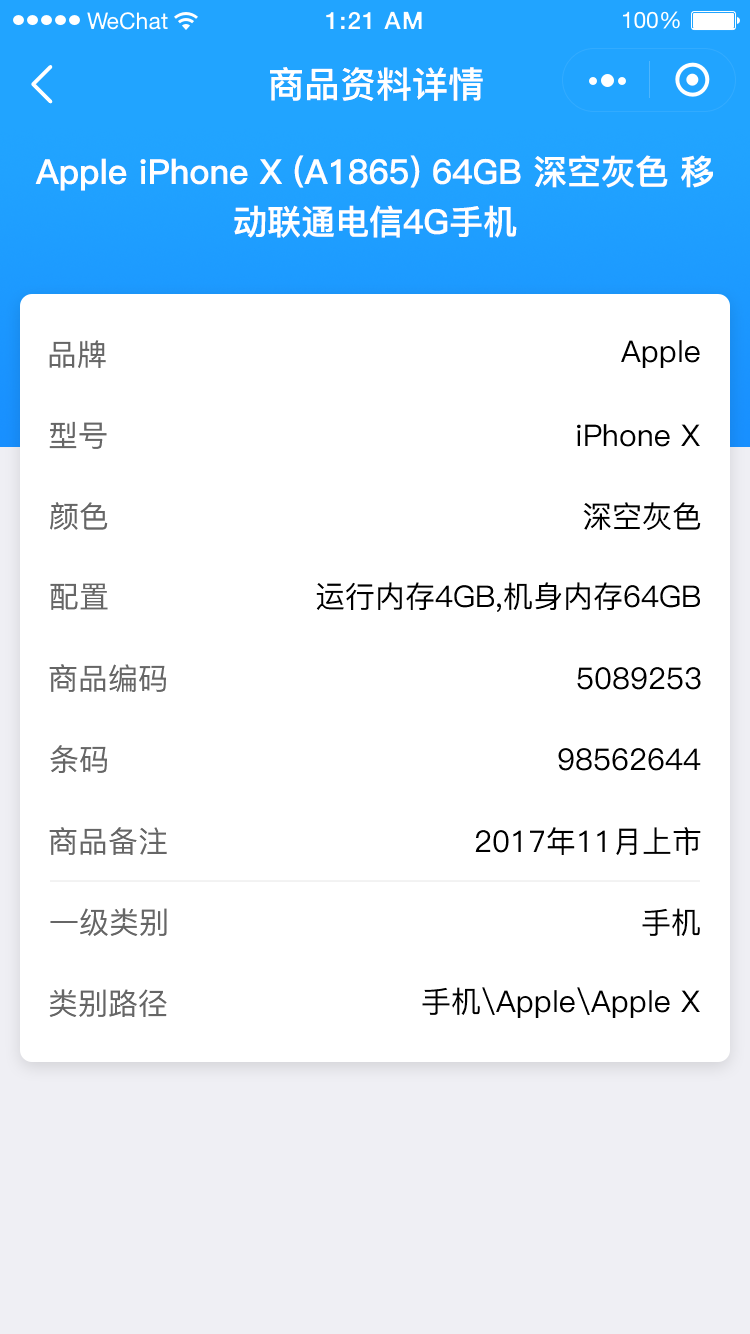 WeChat 1:21 AM 100%
商品资料详情
Apple iPhone X (A1865) 64GB 深空灰色 移
动联通电信4G手机
品牌 Apple
型号 iPhone X
颜色 深空灰色
配置 运行内存4GB,机身内存64GB
商品编码 5089253
条码 98562644
商品备注 2017年11月上市
一级类别 手机
类别路径 手机\Apple\Apple X